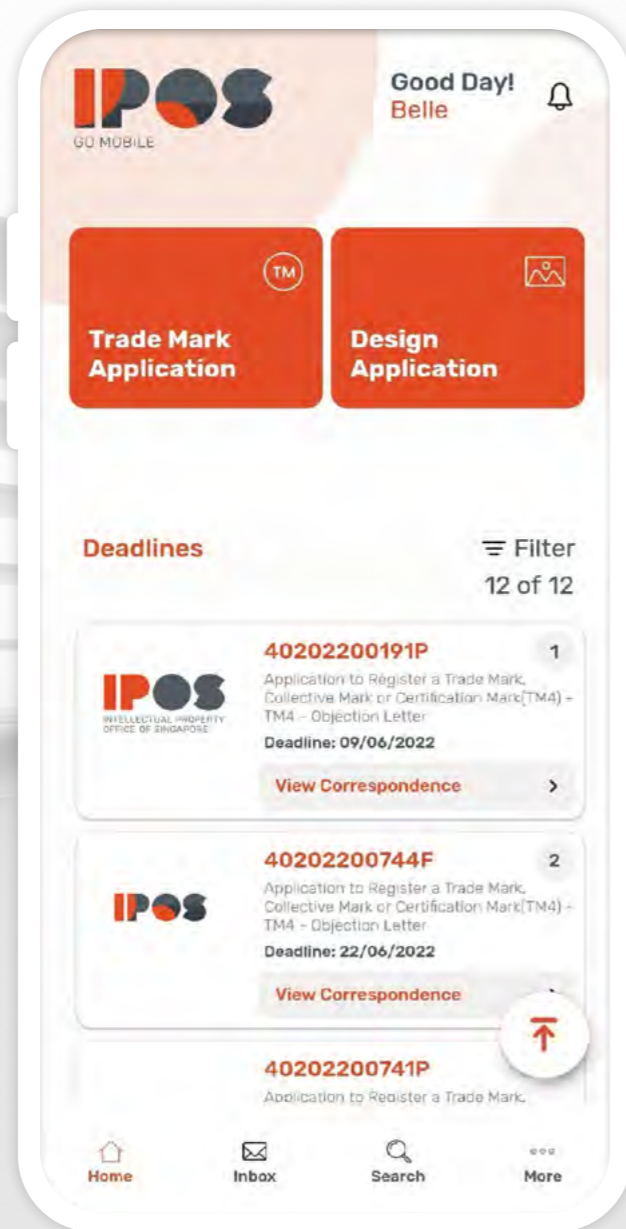 IPOS
GO MOBILE
Good Day!
Belle
TM
Trade Mark
Application
Design
Application
Deadlines
Filter
12 of 12
IPOS
INTELLECTUAL PROPERTY
OFFICE OF SINGAPORE
40202200191P
1
Application to Register a Trade Mark,
Collective Mark or Certification Mark(TM4) -
TM4 - Objection Letter
Deadline: 09/06/2022
View Correspondence
IPOS
40202200744F
2
Application to Register a Trade Mark,
Collective Mark or Certification Mark(TM4) -
TM4 - Objection Letter
Deadline: 22/06/2022
View Correspondence
40202200741P
Application to Register a Trade Mark,
Home
Inbox
Search
More